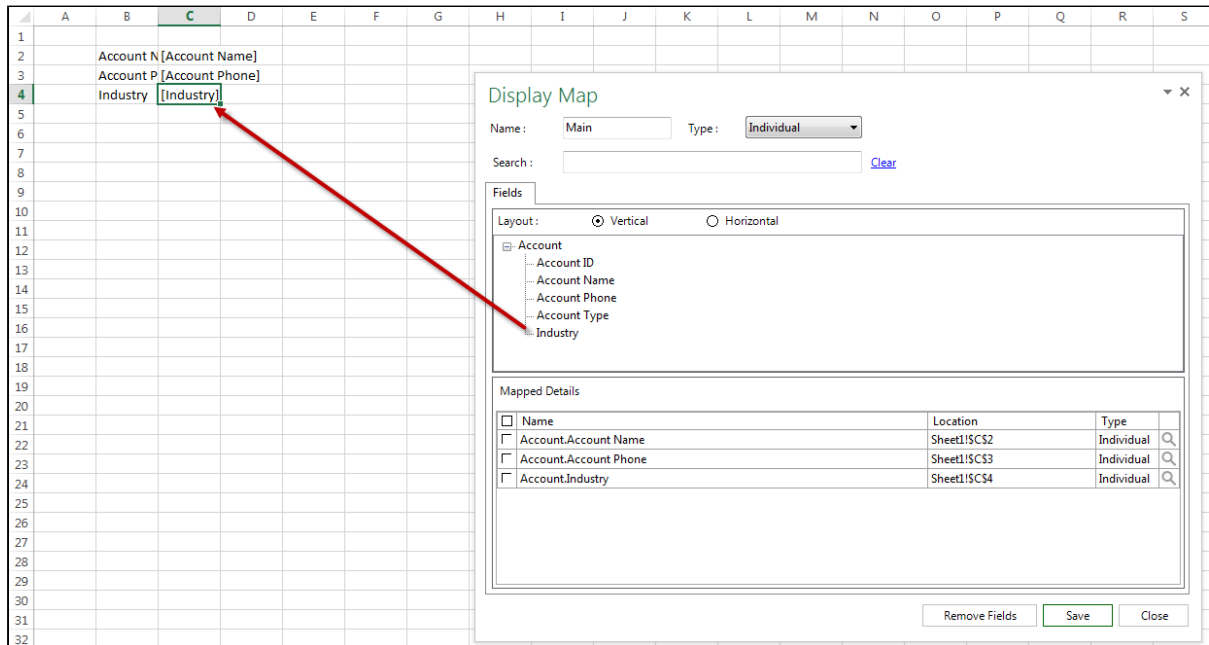 A B C D E F G H I J K L M N O P Q R S
1
2 Account N [Account Name]
3 Account P [Account Phone]
4 Industry [Industry]
5
6
7
8
9
10
11
12
13
14
15
16
17
18
19
20
21
22
23
24
25
26
27
28
29
30
31
32
Display Map
Name : Main Type : Individual
Search : Clear
Fields
Layout : Vertical Horizontal
Account
Account ID
Account Name
Account Phone
Account Type
Industry
Mapped Details
Name Location Type
Account.Account Name Sheet1!$C$2 Individual
Account.Account Phone Sheet1!$C$3 Individual
Account.Industry Sheet1!$C$4 Individual
Remove Fields Save Close